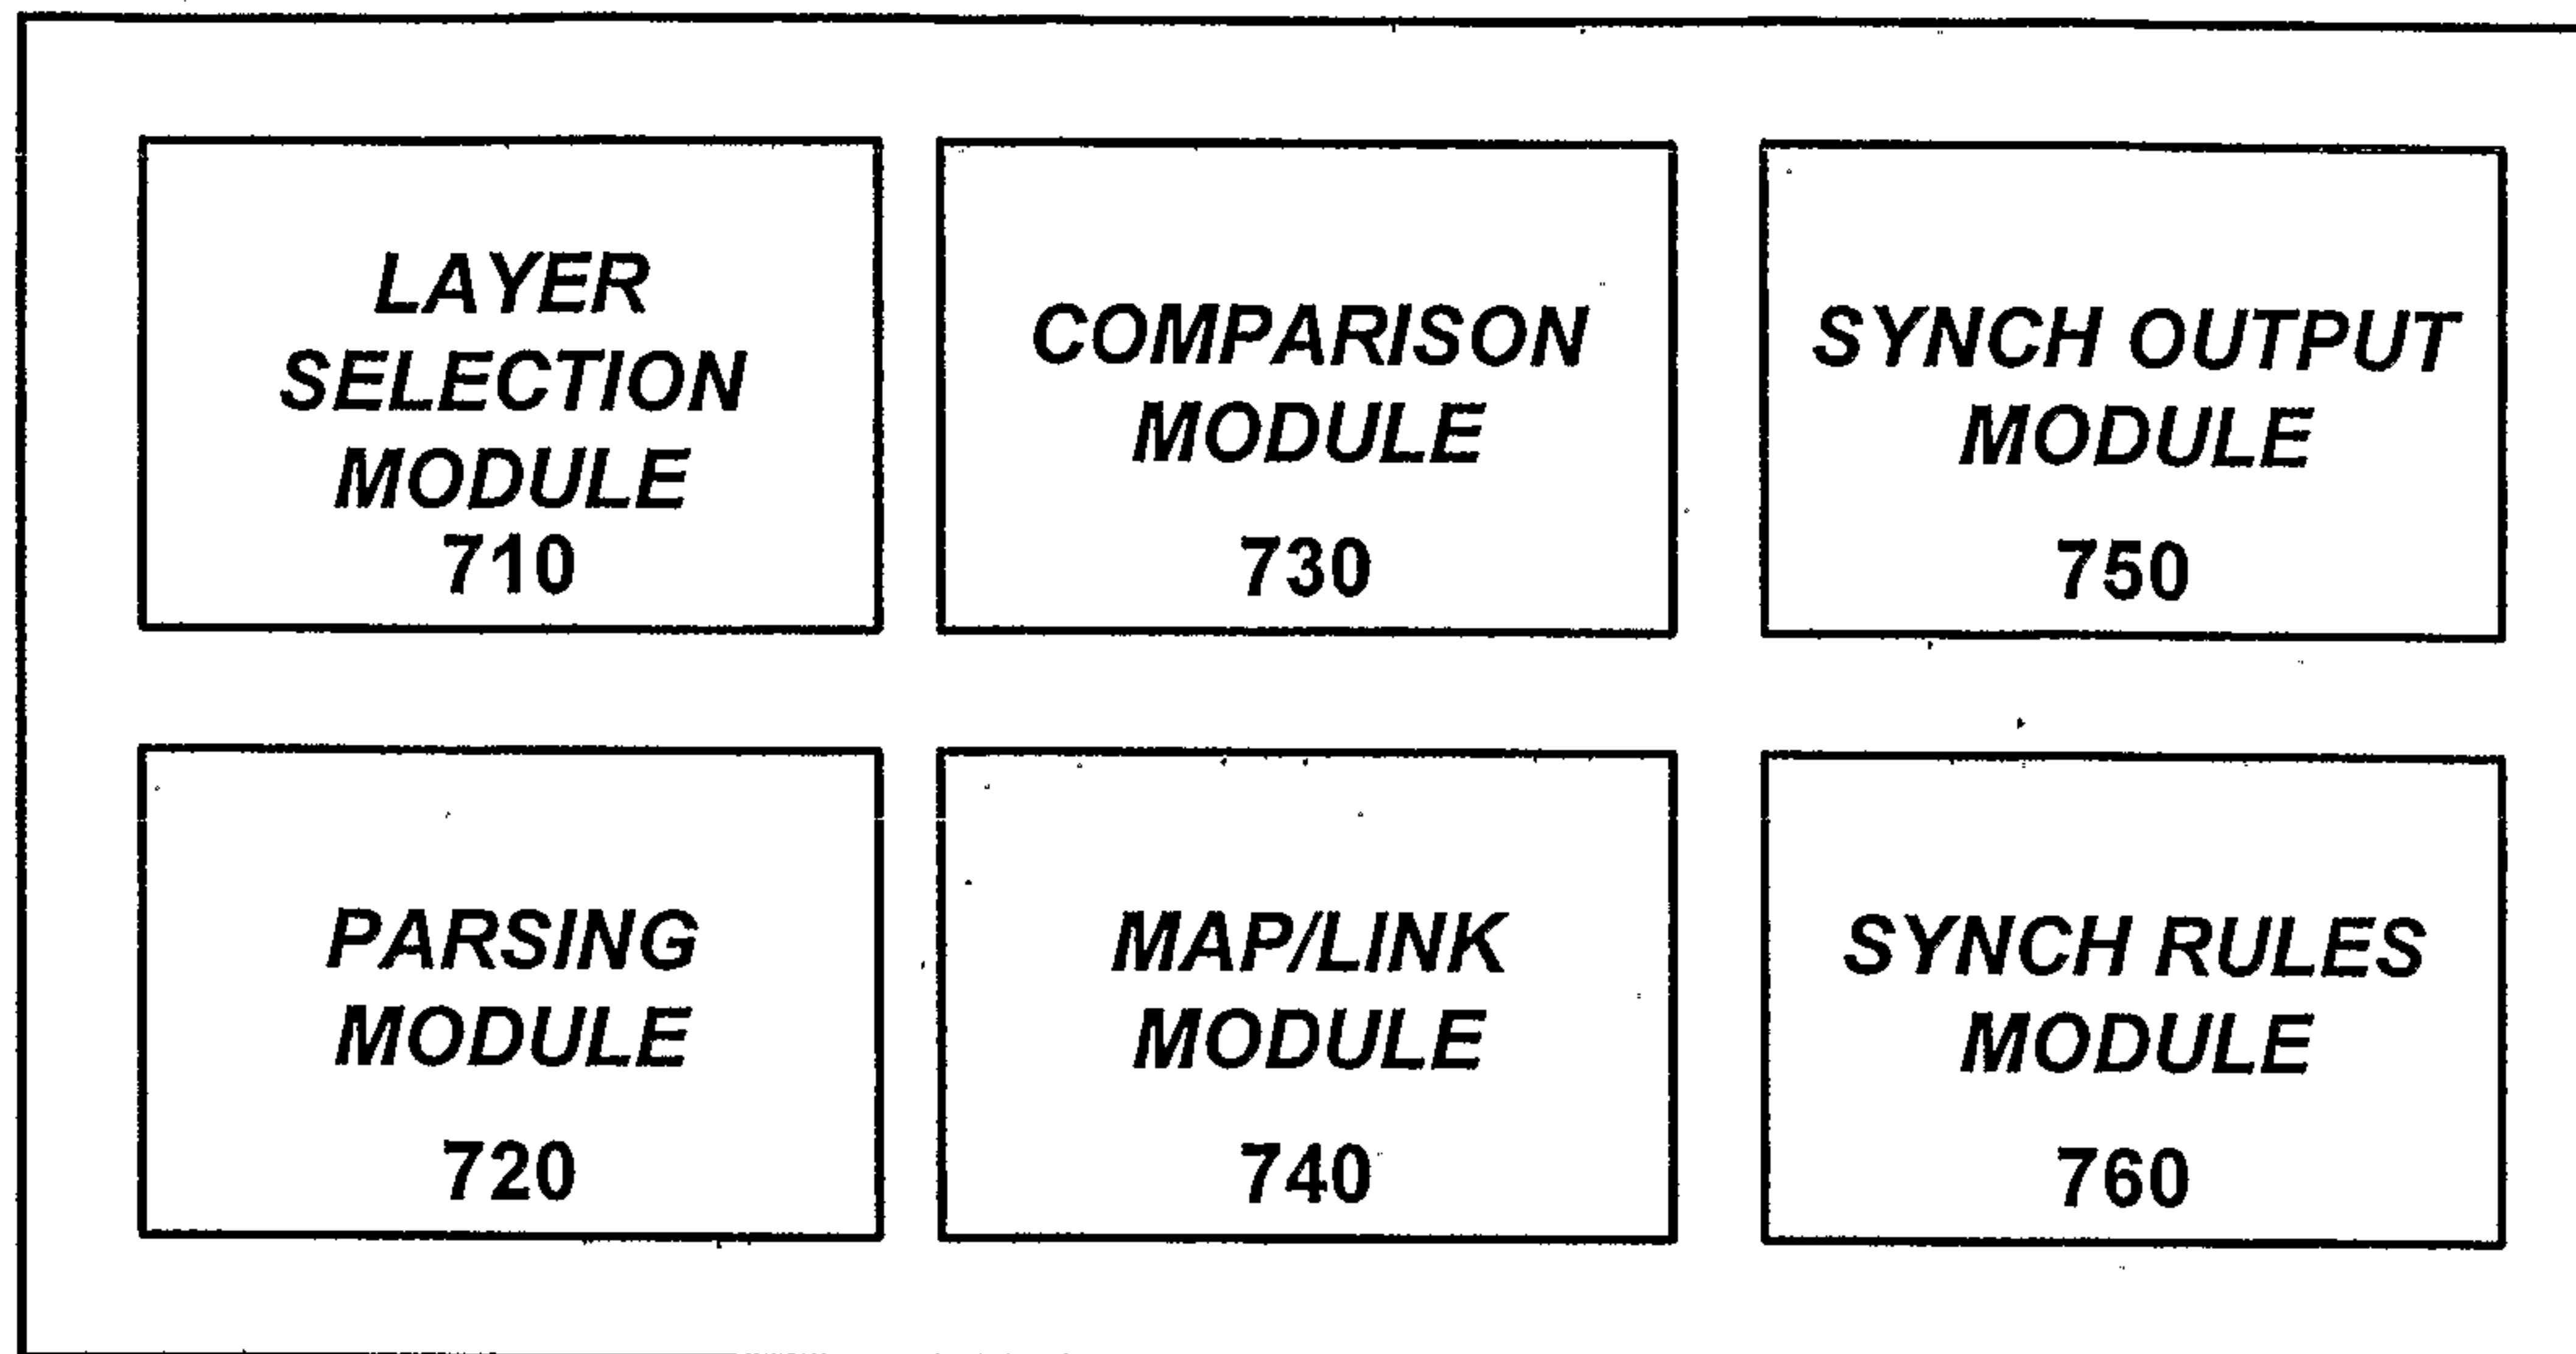 LAYER
SELECTION
MODULE
710
COMPARISON
MODULE
730
SYNCH OUTPUT
MODULE
750
PARSING
MODULE
720
MAP/LINK
MODULE
740
SYNCH RULES
MODULE
760